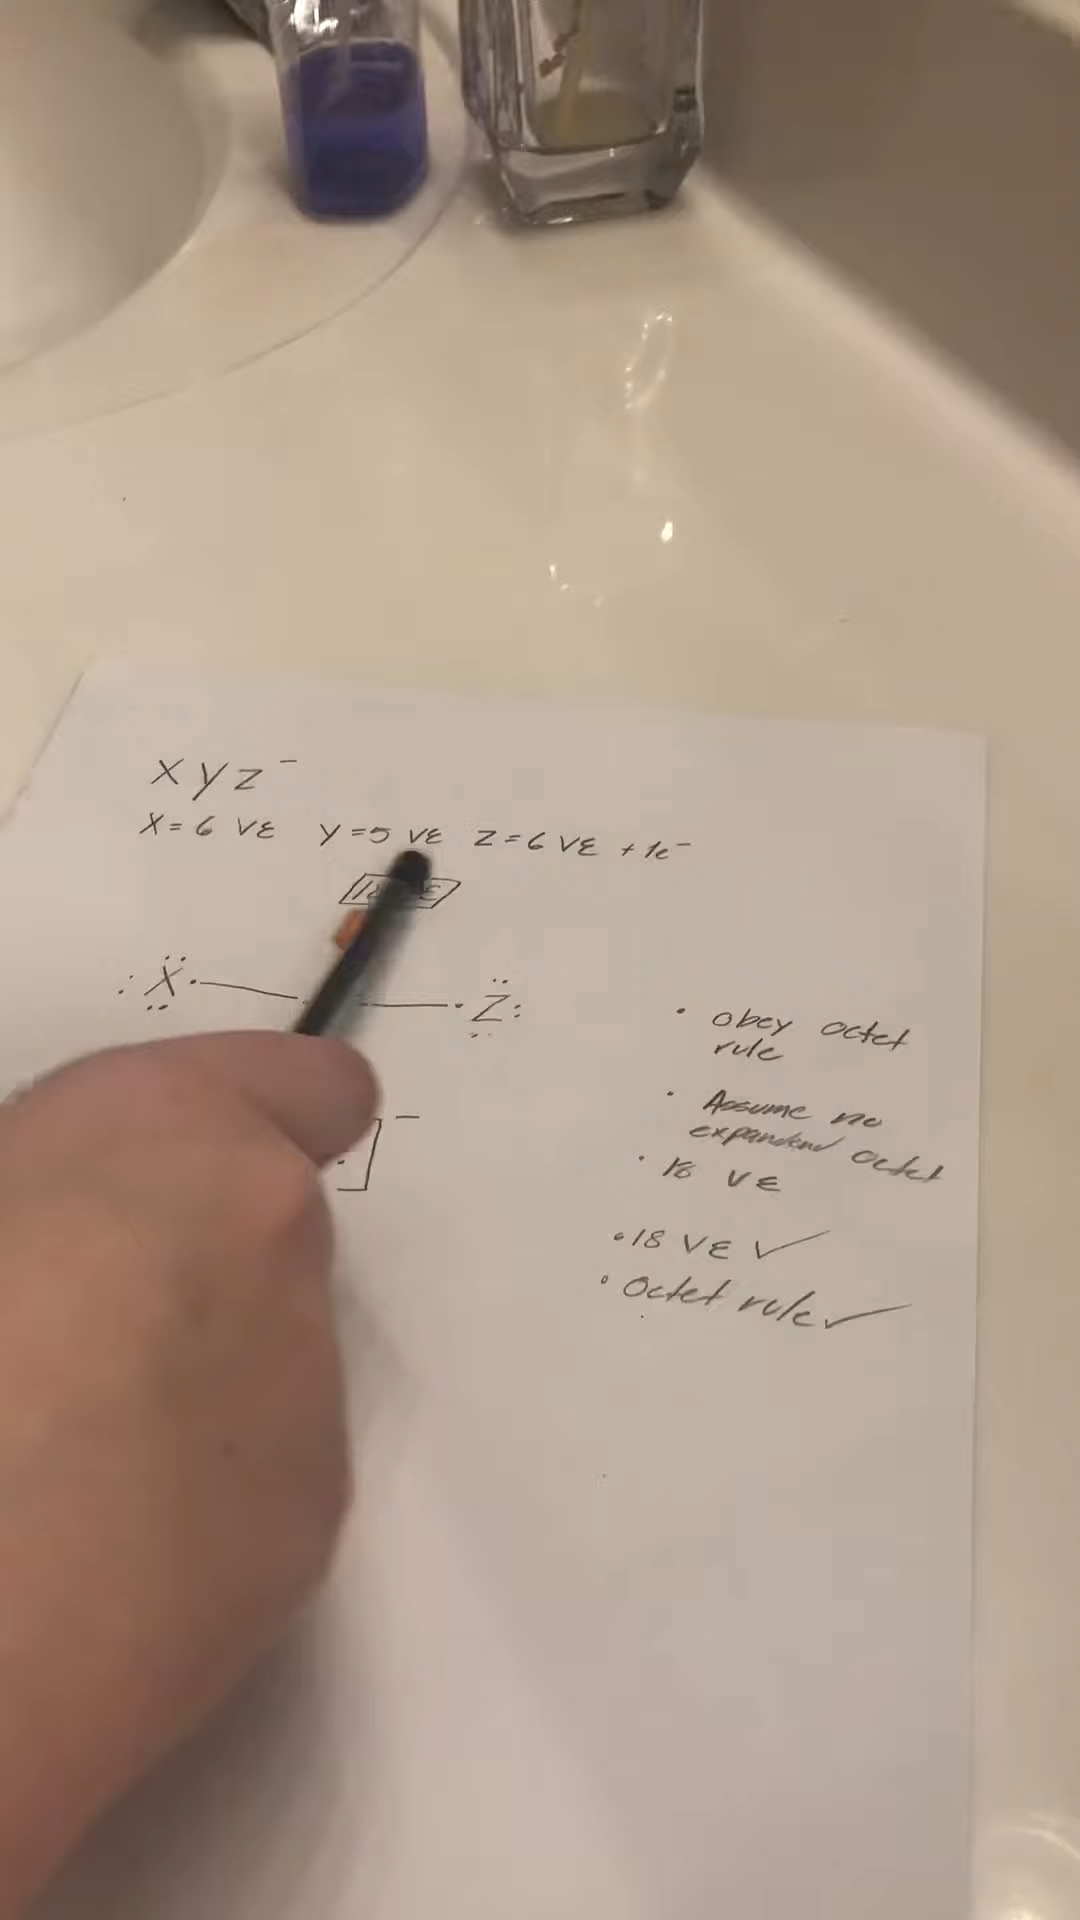 X Y Z ⁻
X = 6 VE Y = 5 VE Z = 6 VE + 1e⁻
:Ẍ· ·Z̈:
] ⁻
• obey octet
rule
• Assume no
expanded octet
• 18 VE
• 18 VE ✓
• Octet rule ✓